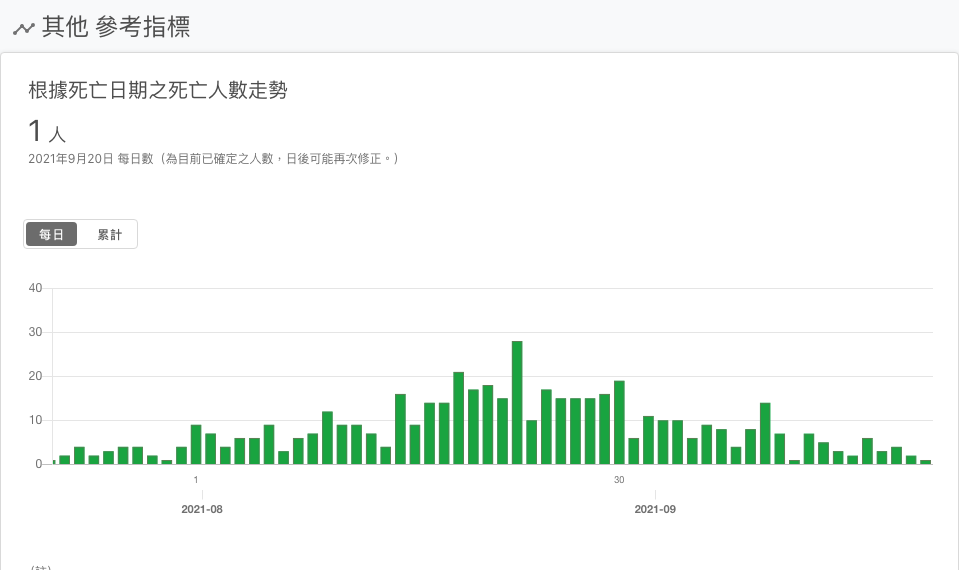 其他 參考指標
根據死亡日期之死亡人數走勢
1 人
2021年9月20日 每日數（為目前已確定之人數，日後可能再次修正。）
每日 累計
40
30
20
10
0
1 30
2021-08 2021-09